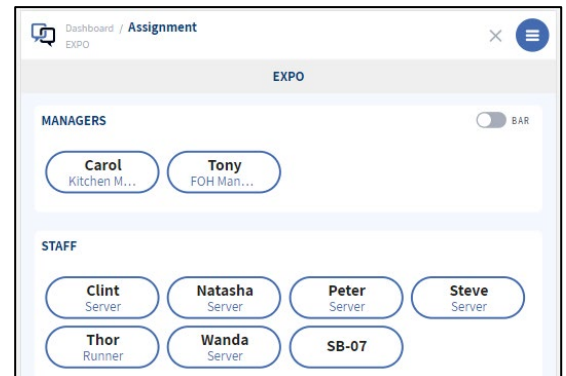 Dashboard / Assignment
EXPO
EXPO
MANAGERS
BAR
Carol Tony
Kitchen M... FOH Man...
STAFF
Clint Natasha Peter Steve
Server Server Server Server
Thor Wanda SB-07
Runner Server